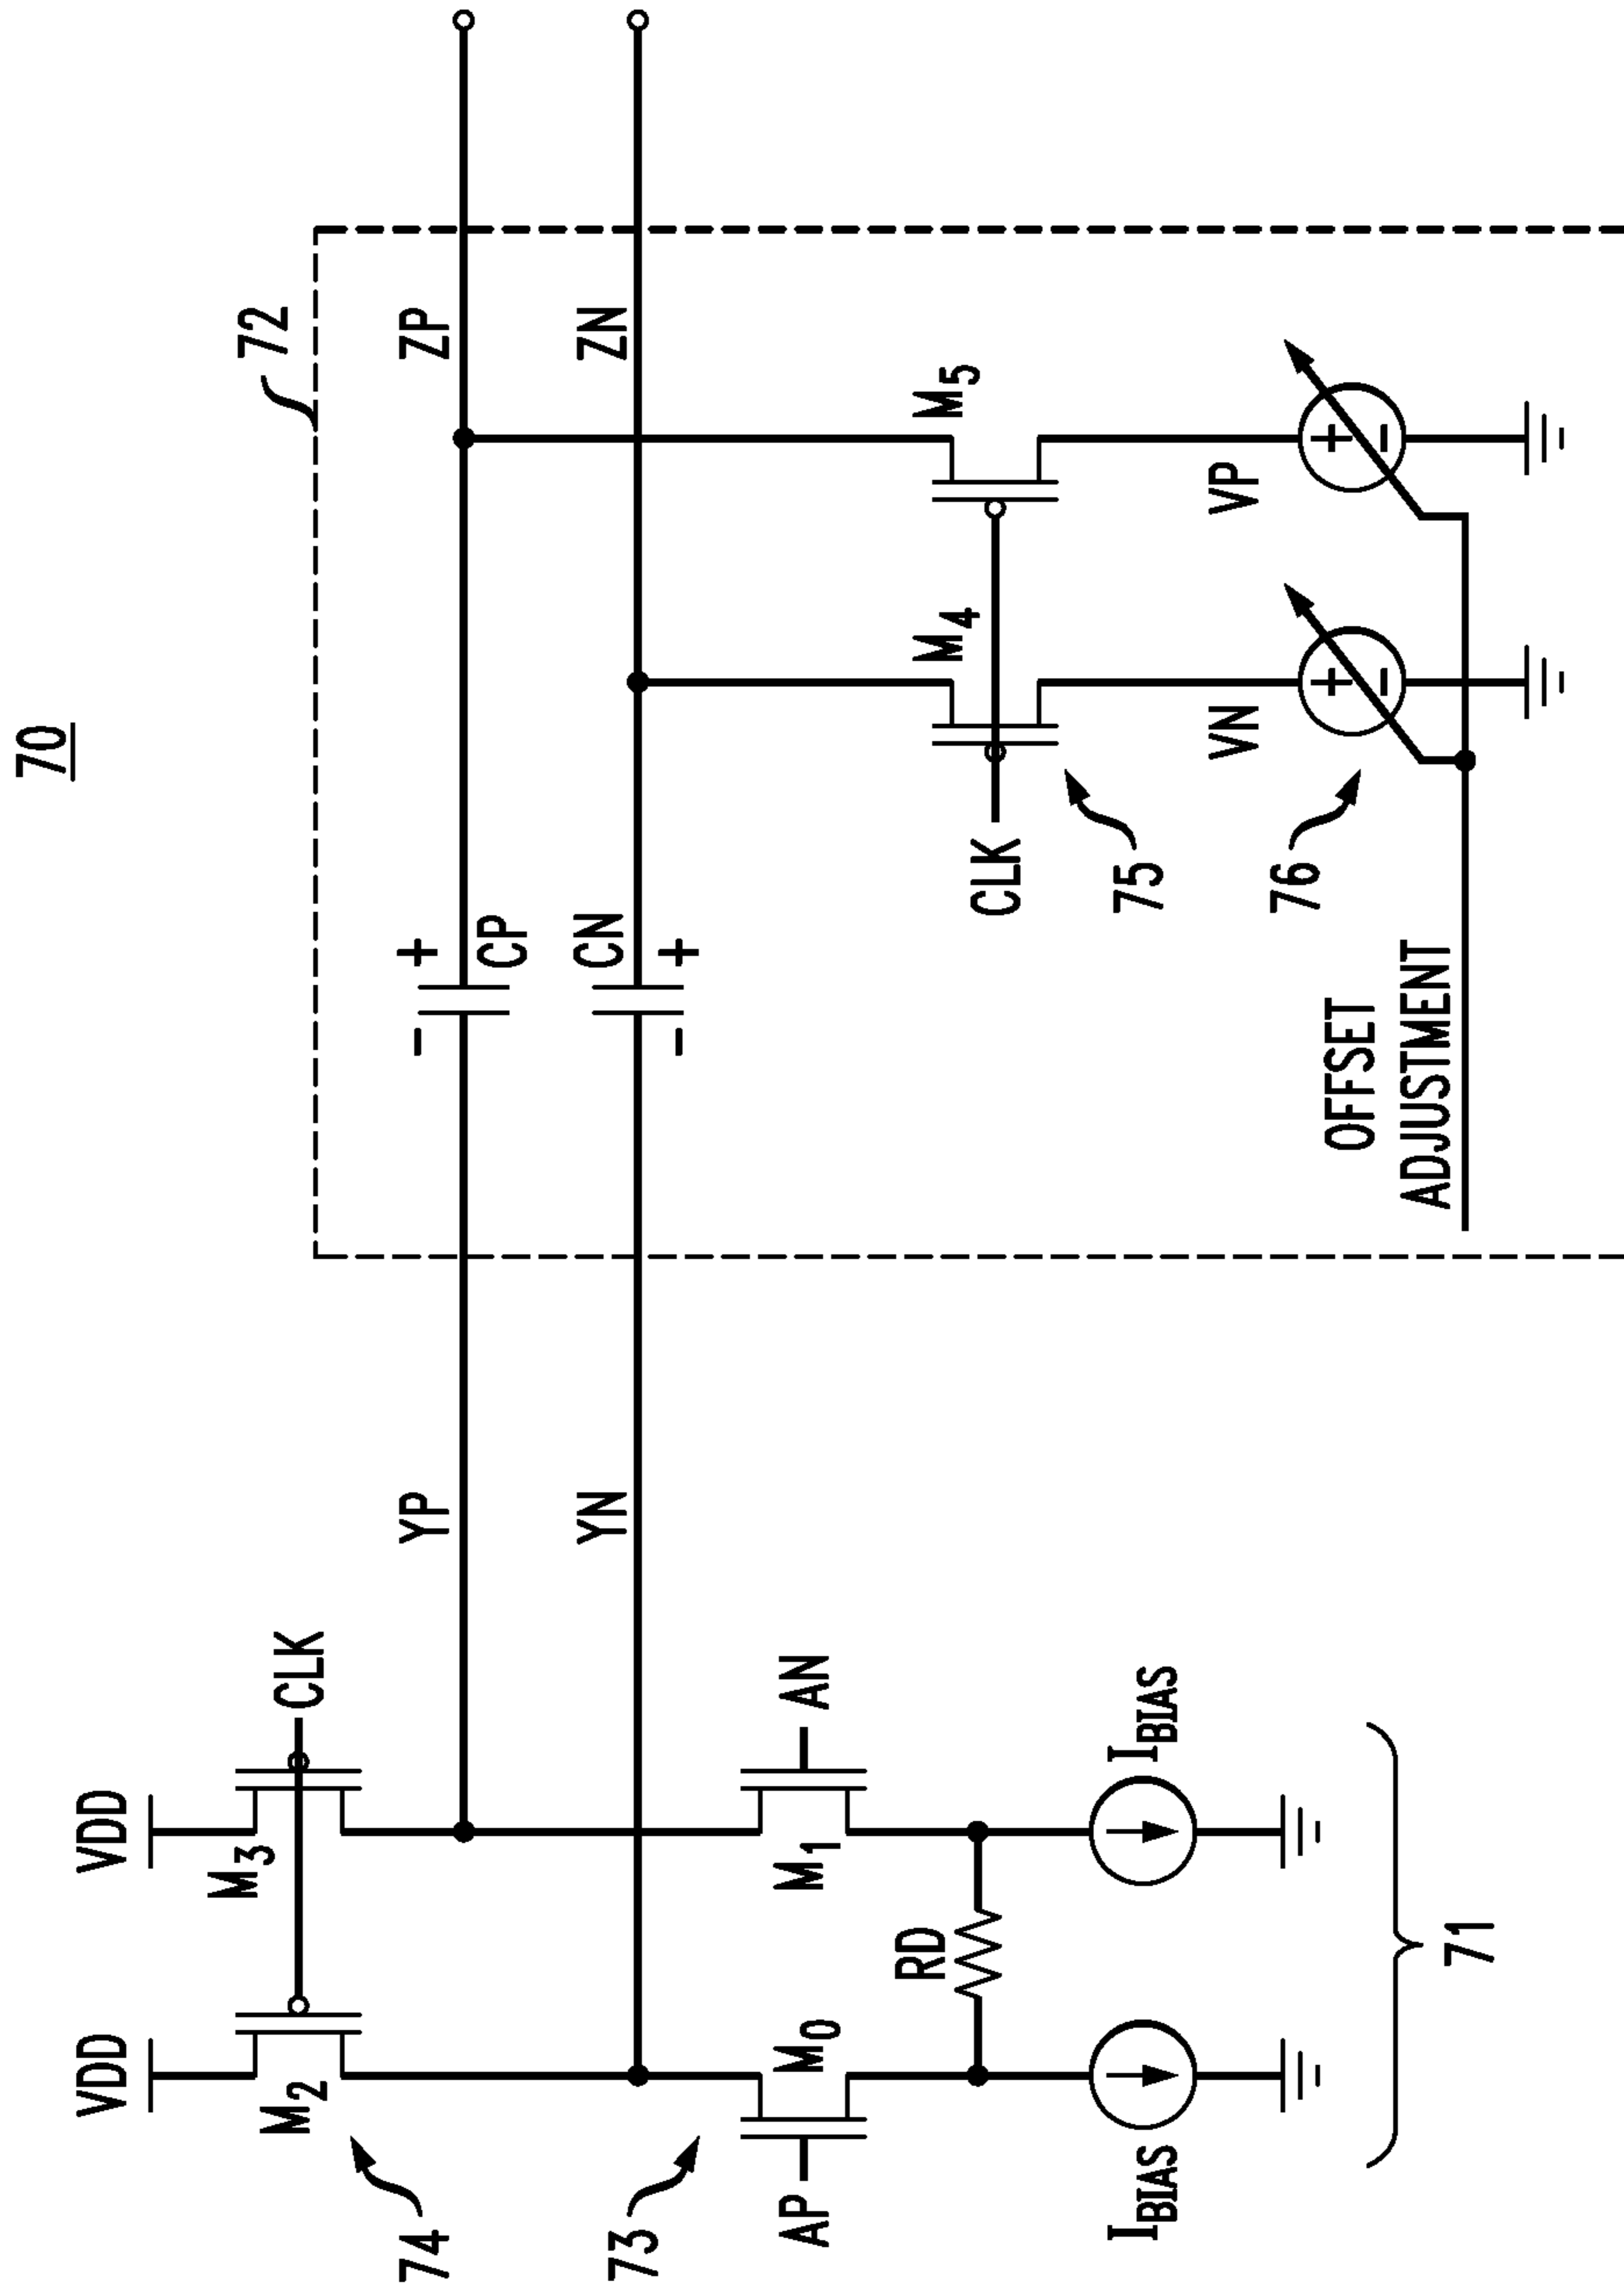 70
72
VDD
VDD
M2
M3
CLK
74
YP
YN
CP
- +
CN
- +
ZP
ZN
73
AP
M0
M1
AN
RD
IBIAS
IBIAS
71
CLK
M4
M5
75
VN
VP
+
-
+
-
76
OFFSET
ADJUSTMENT